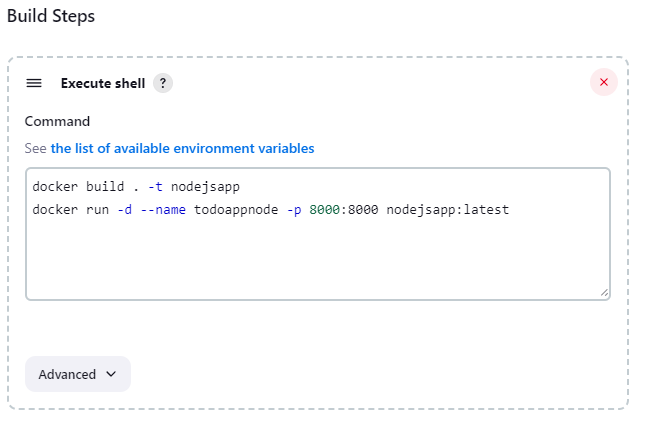 Build Steps
Execute shell ?
Command
See the list of available environment variables
docker build . -t nodejsapp
docker run -d --name todoappnode -p 8000:8000 nodejsapp:latest
Advanced